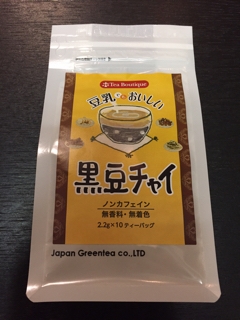 Tea Boutique
豆乳でおいしい
黒豆チャイ
ノンカフェイン
無香料・無着色
2.2g×10ティーバッグ
Japan Greentea co.,LTD